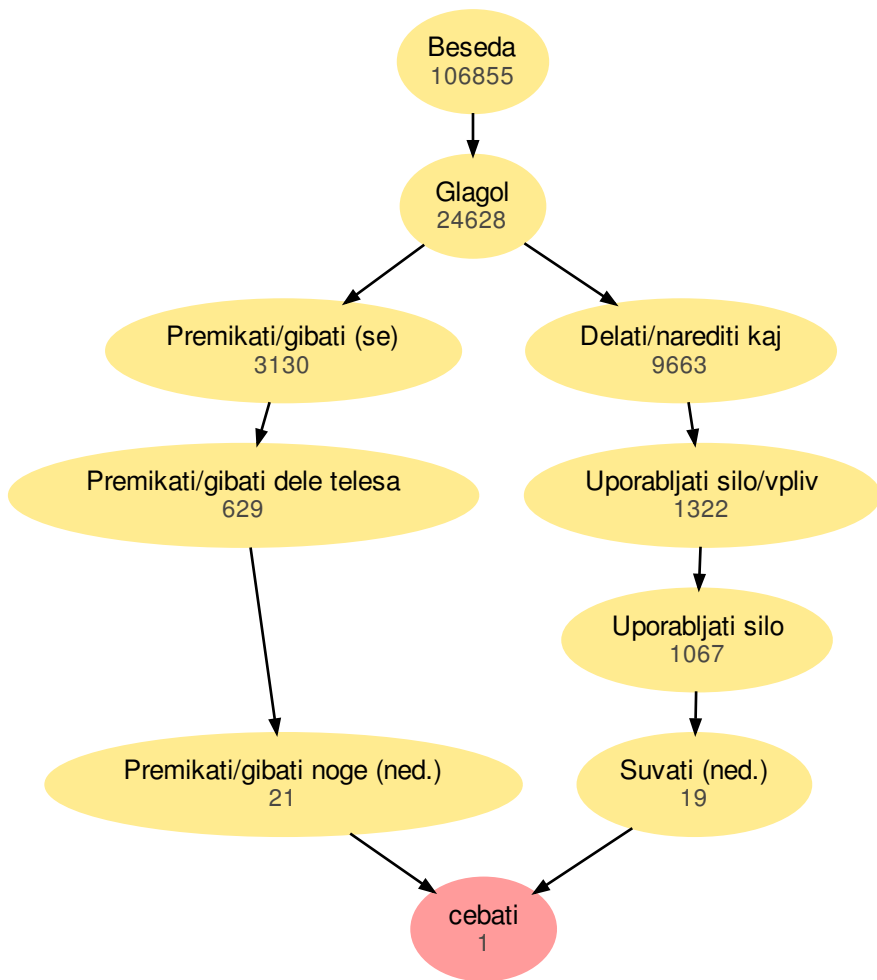 Beseda
106855
Glagol
24628
Premikati/gibati (se)
3130
Delati/narediti kaj
9663
Premikati/gibati dele telesa
629
Uporabljati silo/vpliv
1322
Uporabljati silo
1067
Premikati/gibati noge (ned.)
21
Suvati (ned.)
19
cebati
1